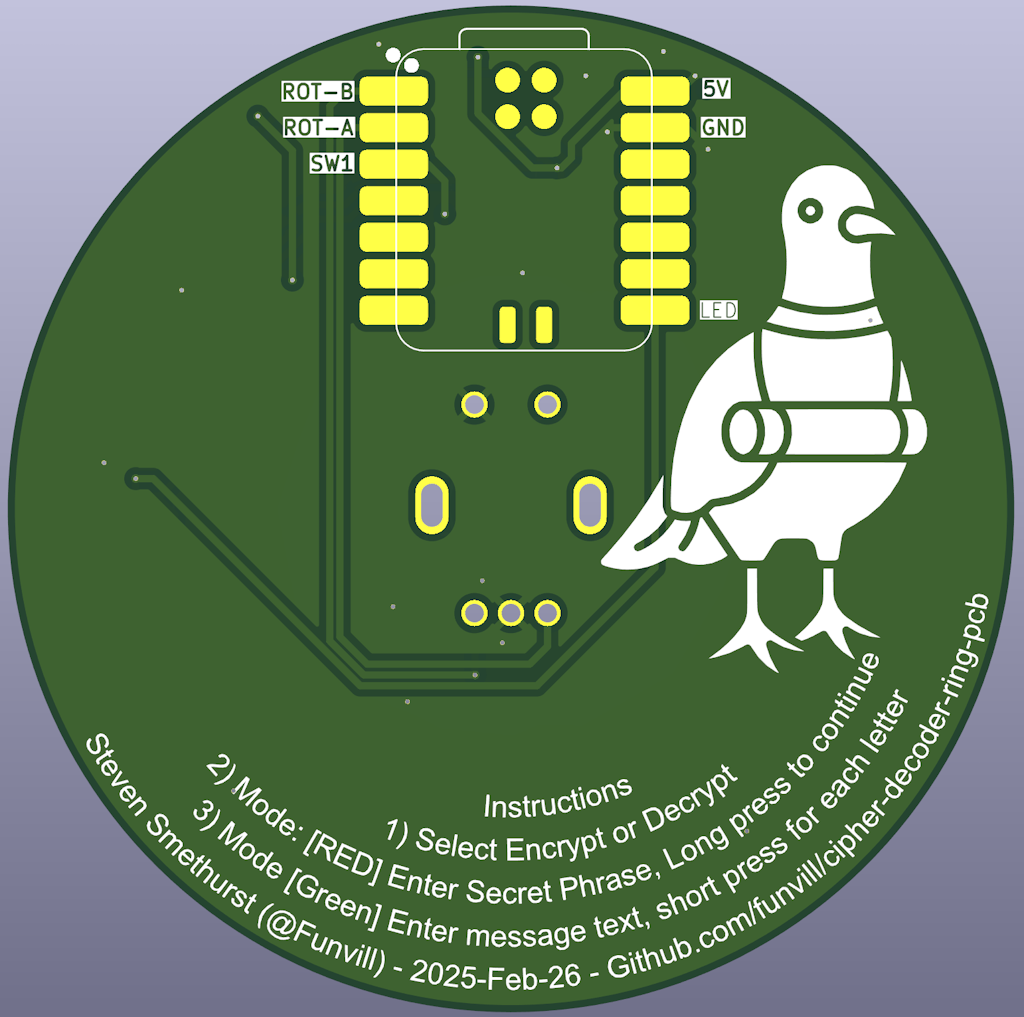 ROT-B
5V
ROT-A
GND
SW1
LED
Instructions
1) Select Encrypt or Decrypt
2) Mode: [RED] Enter Secret Phrase, Long press to continue
3) Mode [Green] Enter message text, short press for each letter
Steven Smethurst (@Funvill) - 2025-Feb-26 - Github.com/funvill/cipher-decoder-ring-pcb